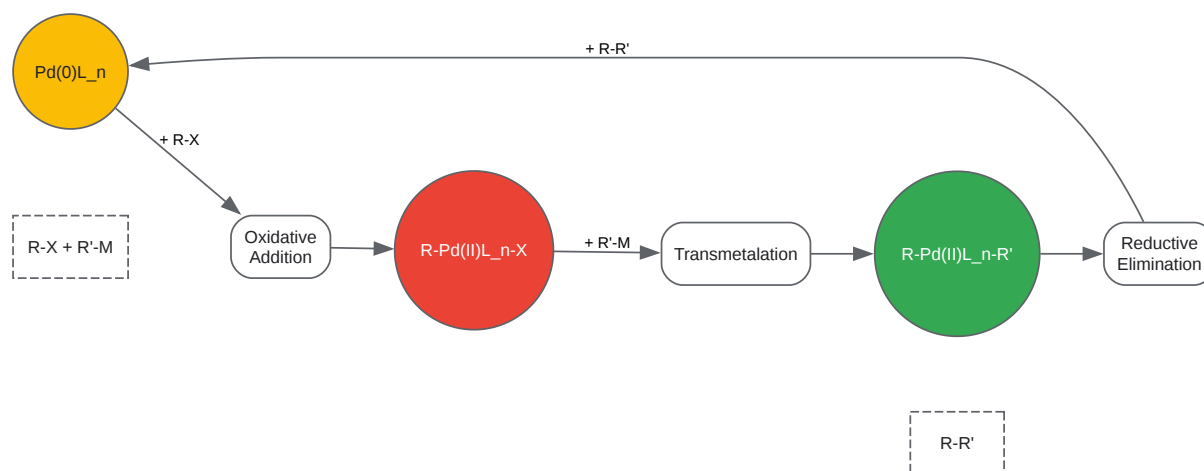 + R-R'
Pd(0)L_n
+ R-X
R-X + R'-M
Oxidative
Addition
R-Pd(II)L_n-X
+ R'-M
Transmetalation
R-Pd(II)L_n-R'
Reductive
Elimination
R-R'